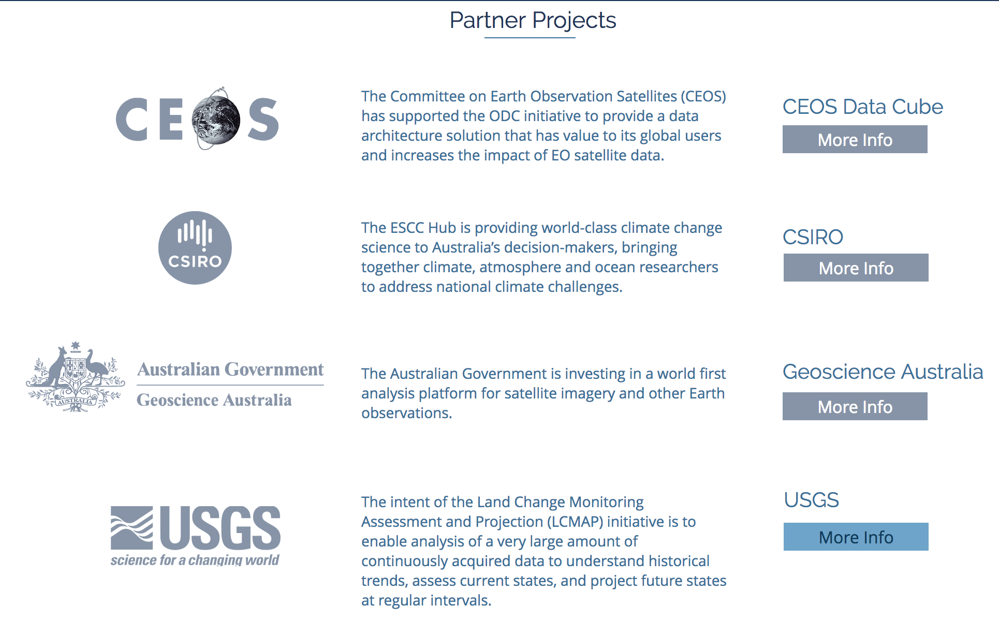 Partner Projects
CEOS
The Committee on Earth Observation Satellites (CEOS)
has supported the ODC initiative to provide a data
architecture solution that has value to its global users
and increases the impact of EO satellite data.
CEOS Data Cube
More Info
CSIRO
The ESCC Hub is providing world-class climate change
science to Australia’s decision-makers, bringing
together climate, atmosphere and ocean researchers
to address national climate challenges.
CSIRO
More Info
AUSTRALIA
Australian Government
Geoscience Australia
The Australian Government is investing in a world first
analysis platform for satellite imagery and other Earth
observations.
Geoscience Australia
More Info
USGS
science for a changing world
The intent of the Land Change Monitoring
Assessment and Projection (LCMAP) initiative is to
enable analysis of a very large amount of
continuously acquired data to understand historical
trends, assess current states, and project future states
at regular intervals.
USGS
More Info